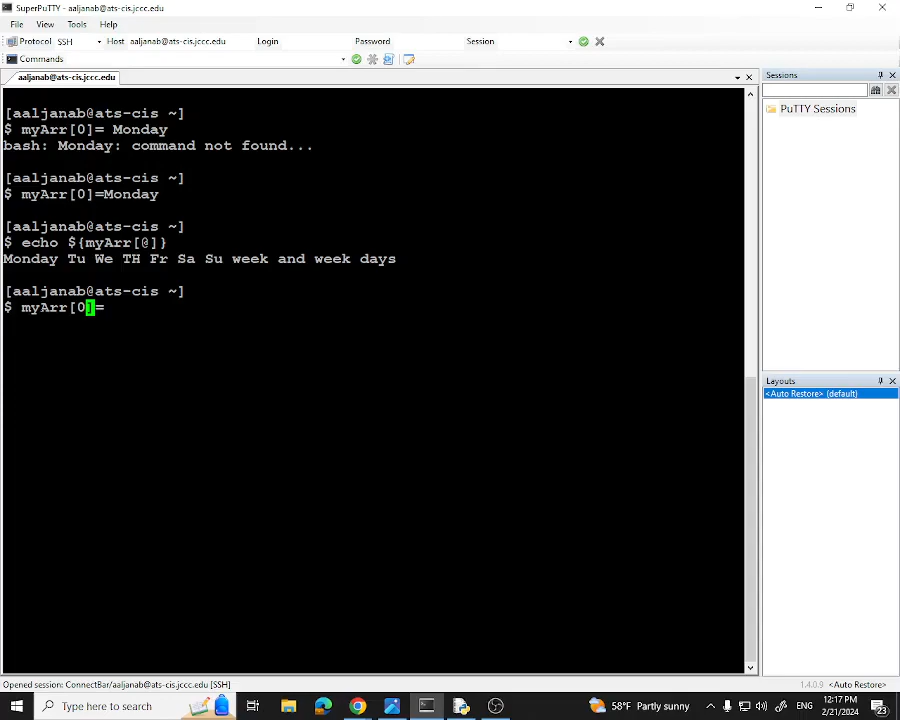 SuperPuTTY - aaljanab@ats-cis.jccc.edu
File View Tools Help
Protocol SSH Host aaljanab@ats-cis.jccc.edu Login Password Session
Commands
aaljanab@ats-cis.jccc.edu
Sessions
PuTTY Sessions
[aaljanab@ats-cis ~]
$ myArr[0]= Monday
bash: Monday: command not found...
[aaljanab@ats-cis ~]
$ myArr[0]=Monday
[aaljanab@ats-cis ~]
$ echo ${myArr[@]}
Monday Tu We TH Fr Sa Su week and week days
[aaljanab@ats-cis ~]
$ myArr[0]=
Layouts
<Auto Restore> (default)
Opened session: ConnectBar/aaljanab@ats-cis.jccc.edu [SSH]
1.4.0.9 <Auto Restore>
Type here to search
58°F Partly sunny
ENG
12:17 PM
2/21/2024
23